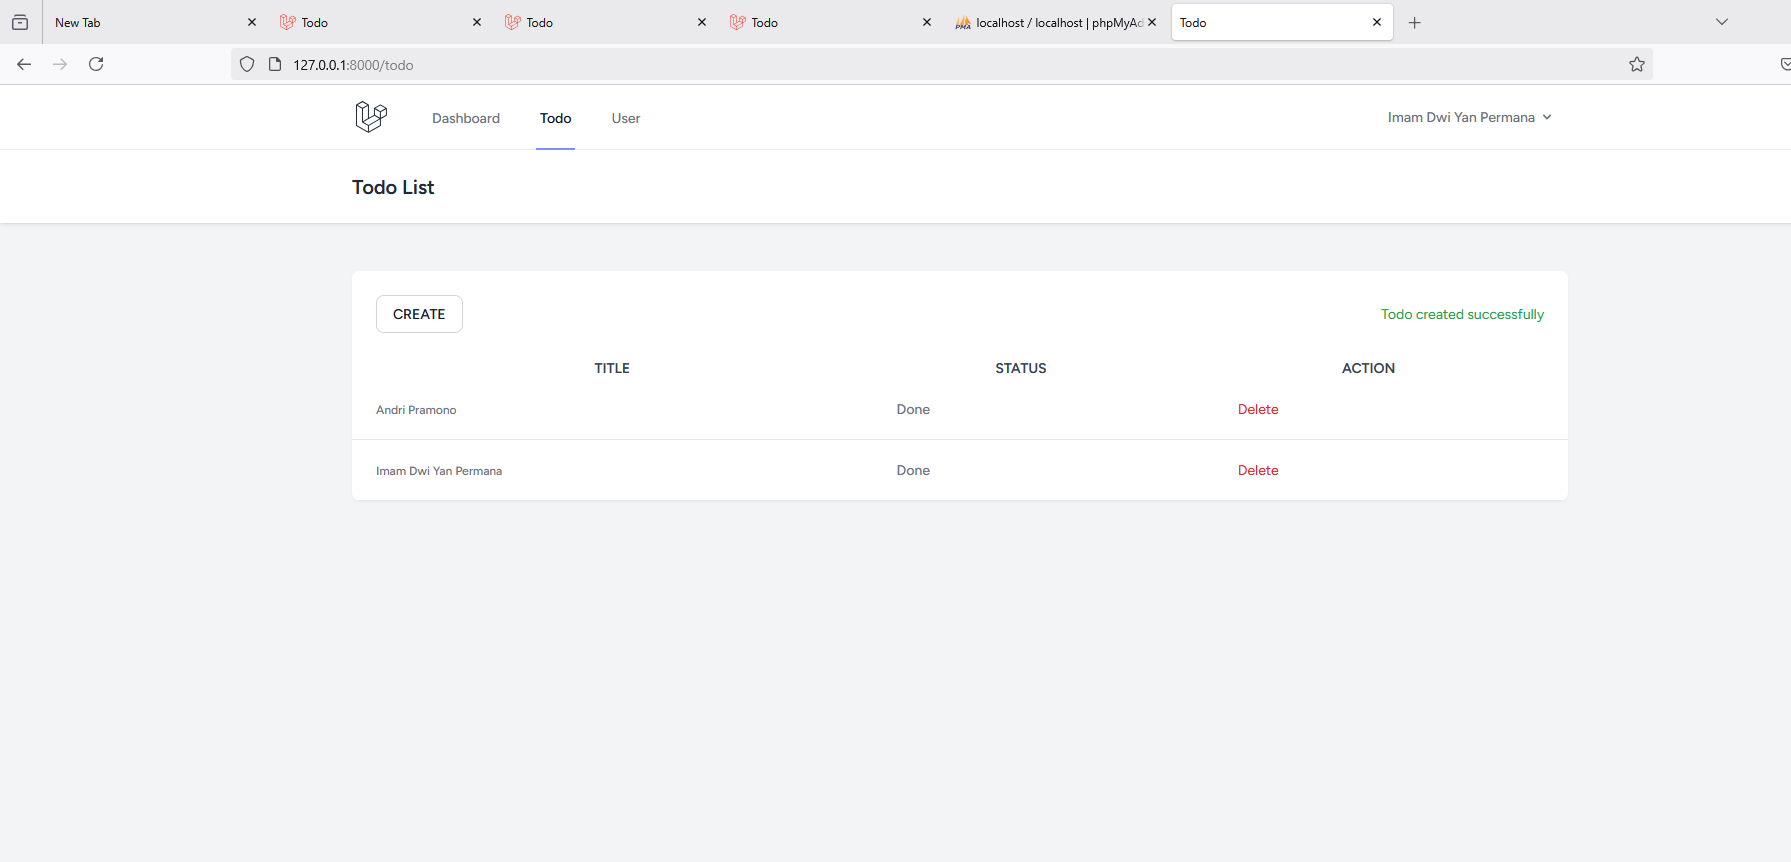 New Tab
Todo
Todo
Todo
PMA
localhost / localhost | phpMyAd
Todo
127.0.0.1:8000/todo
Dashboard
Todo
User
Imam Dwi Yan Permana
Todo List
CREATE
Todo created successfully
TITLE STATUS ACTION
Andri Pramono Done Delete
Imam Dwi Yan Permana Done Delete